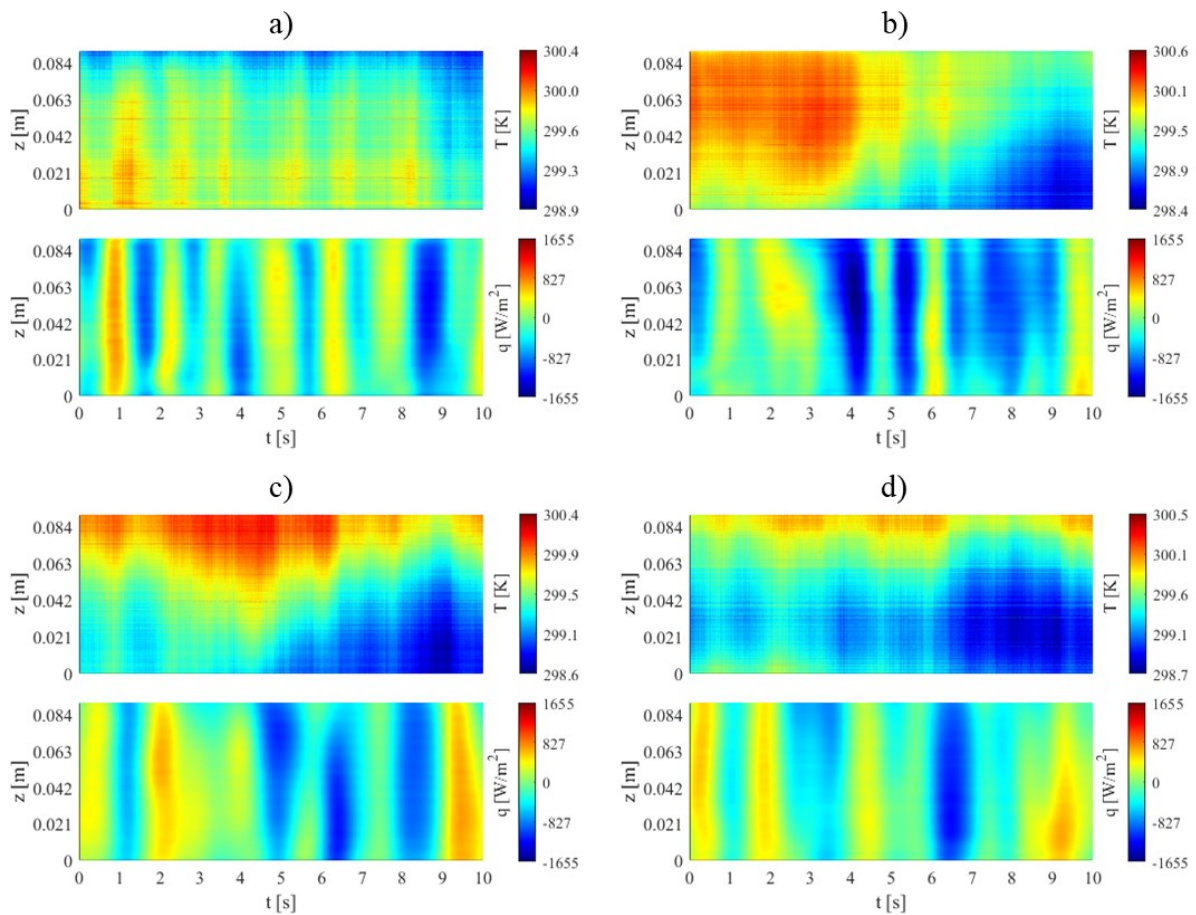 a)
b)
0.084
0.063
0.042
0.021
0
z [m]
300.4
300.0
299.6
299.3
298.9
T [K]
0.084
0.063
0.042
0.021
0
z [m]
300.6
300.1
299.5
298.9
298.4
T [K]
0.084
0.063
0.042
0.021
0
z [m]
0 1 2 3 4 5 6 7 8 9 10
t [s]
1655
827
0
-827
-1655
q [W/m²]
0.084
0.063
0.042
0.021
0
z [m]
0 1 2 3 4 5 6 7 8 9 10
t [s]
1655
827
0
-827
-1655
q [W/m²]
c)
d)
0.084
0.063
0.042
0.021
0
z [m]
300.4
299.9
299.5
299.1
298.6
T [K]
0.084
0.063
0.042
0.021
0
z [m]
300.5
300.1
299.6
299.2
298.7
T [K]
0.084
0.063
0.042
0.021
0
z [m]
0 1 2 3 4 5 6 7 8 9 10
t [s]
1655
827
0
-827
-1655
q [W/m²]
0.084
0.063
0.042
0.021
0
z [m]
0 1 2 3 4 5 6 7 8 9 10
t [s]
1655
827
0
-827
-1655
q [W/m²]